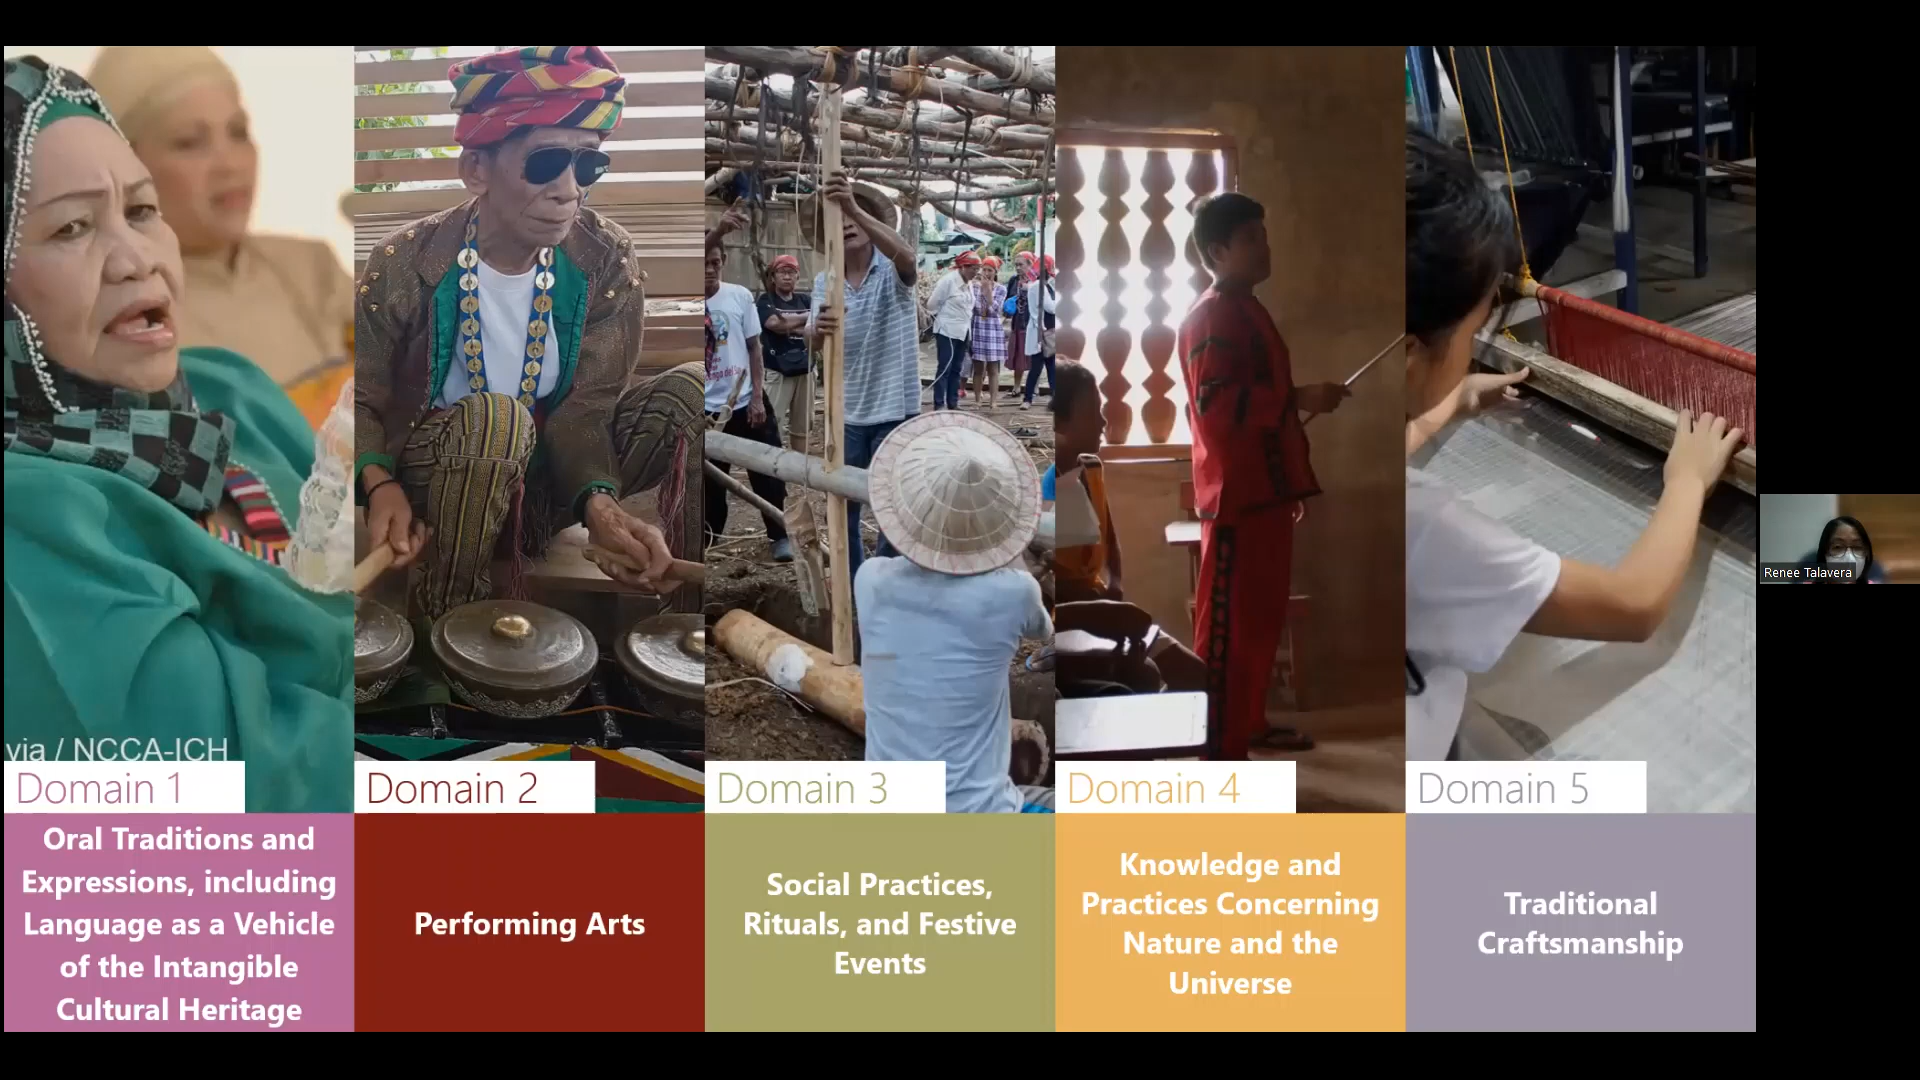 via / NCCA-ICH
Domain 1
Oral Traditions and
Expressions, including
Language as a Vehicle
of the Intangible
Cultural Heritage
Domain 2
Performing Arts
Domain 3
Social Practices,
Rituals, and Festive
Events
Domain 4
Knowledge and
Practices Concerning
Nature and the
Universe
Domain 5
Traditional
Craftsmanship
Renee Talavera